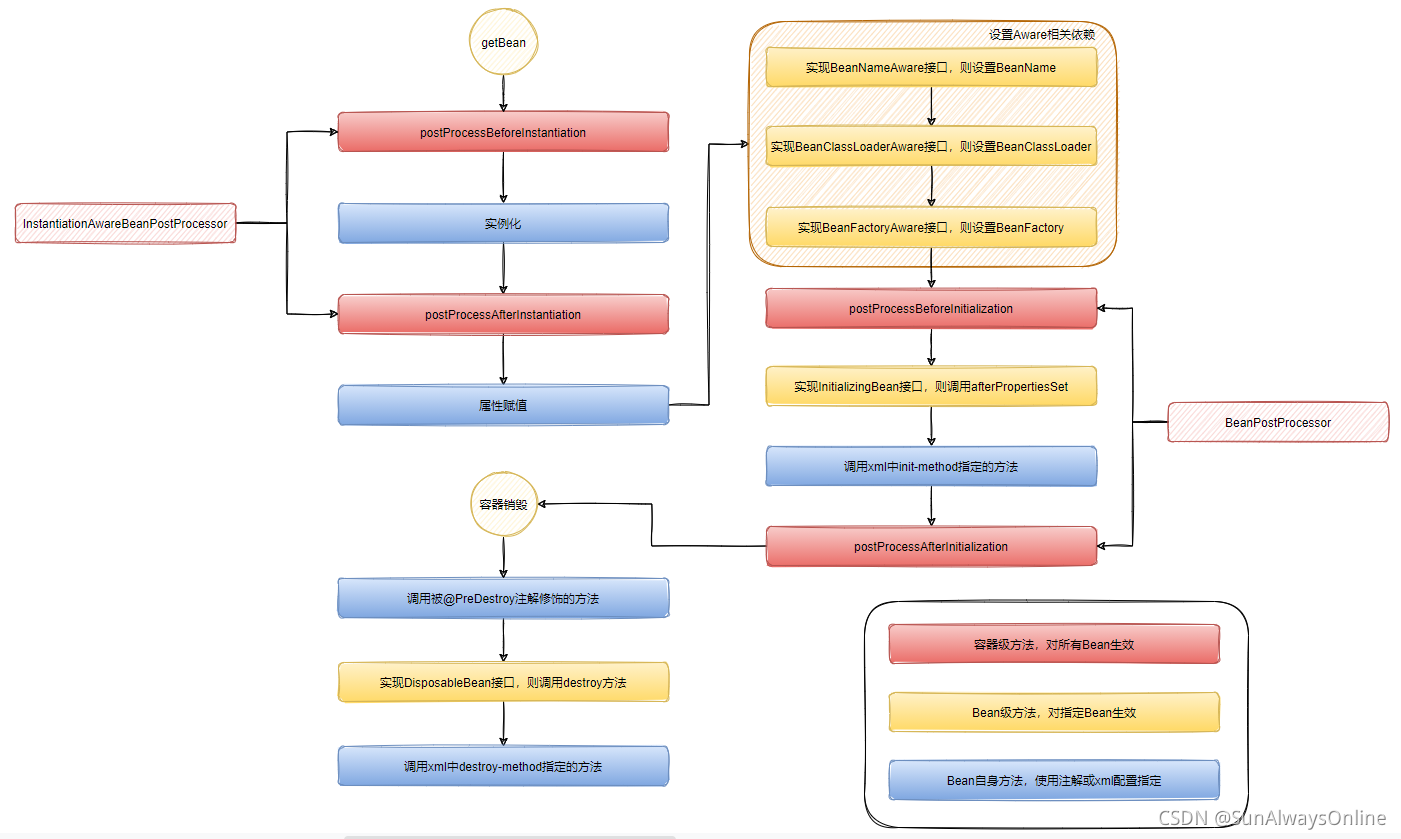 getBean
postProcessBeforeInstantiation
InstantiationAwareBeanPostProcessor
实例化
postProcessAfterInstantiation
属性赋值
设置Aware相关依赖
实现BeanNameAware接口，则设置BeanName
实现BeanClassLoaderAware接口，则设置BeanClassLoader
实现BeanFactoryAware接口，则设置BeanFactory
postProcessBeforeInitialization
实现InitializingBean接口，则调用afterPropertiesSet
BeanPostProcessor
调用xml中init-method指定的方法
postProcessAfterInitialization
容器销毁
调用被@PreDestroy注解修饰的方法
实现DisposableBean接口，则调用destroy方法
调用xml中destroy-method指定的方法
容器级方法，对所有Bean生效
Bean级方法，对指定Bean生效
Bean自身方法，使用注解或xml配置指定
CSDN @SunAlwaysOnline